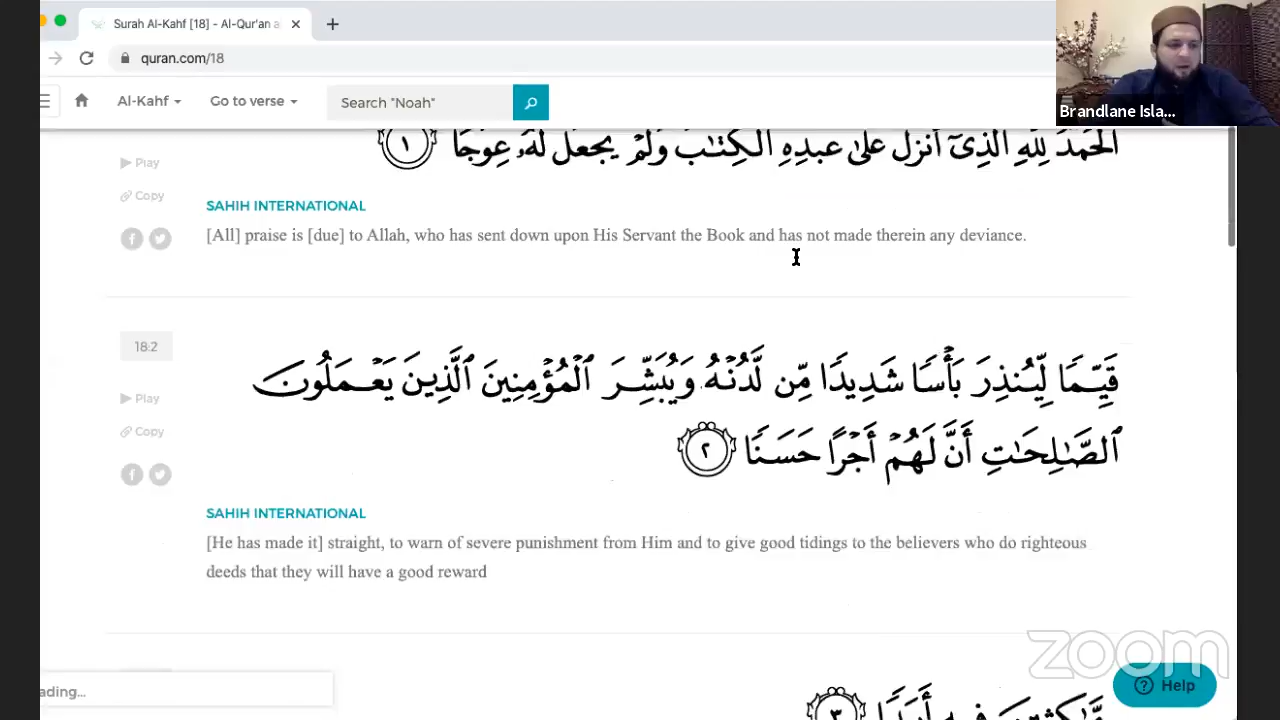 Surah Al-Kahf [18] - Al-Qur'an a
quran.com/18
Al-Kahf
Go to verse
Search "Noah"
Brandlane Isla...
ٱلْحَمْدُ لِلَّهِ ٱلَّذِىٓ أَنزَلَ عَلَىٰ عَبْدِهِ ٱلْكِتَـٰبَ وَلَمْ يَجْعَل لَّهُۥ عِوَجَا ١
Play
Copy
SAHIH INTERNATIONAL
[All] praise is [due] to Allah, who has sent down upon His Servant the Book and has not made therein any deviance.
18:2
قَيِّمًا لِّيُنذِرَ بَأْسًا شَدِيدًا مِّن لَّدُنْهُ وَيُبَشِّرَ ٱلْمُؤْمِنِينَ ٱلَّذِينَ يَعْمَلُونَ
ٱلصَّـٰلِحَـٰتِ أَنَّ لَهُمْ أَجْرًا حَسَنًا ٢
Play
Copy
SAHIH INTERNATIONAL
[He has made it] straight, to warn of severe punishment from Him and to give good tidings to the believers who do righteous
deeds that they will have a good reward
zoom
ading...
Help
مَّـٰكِثِينَ فِيهِ أَبَدًا ٣